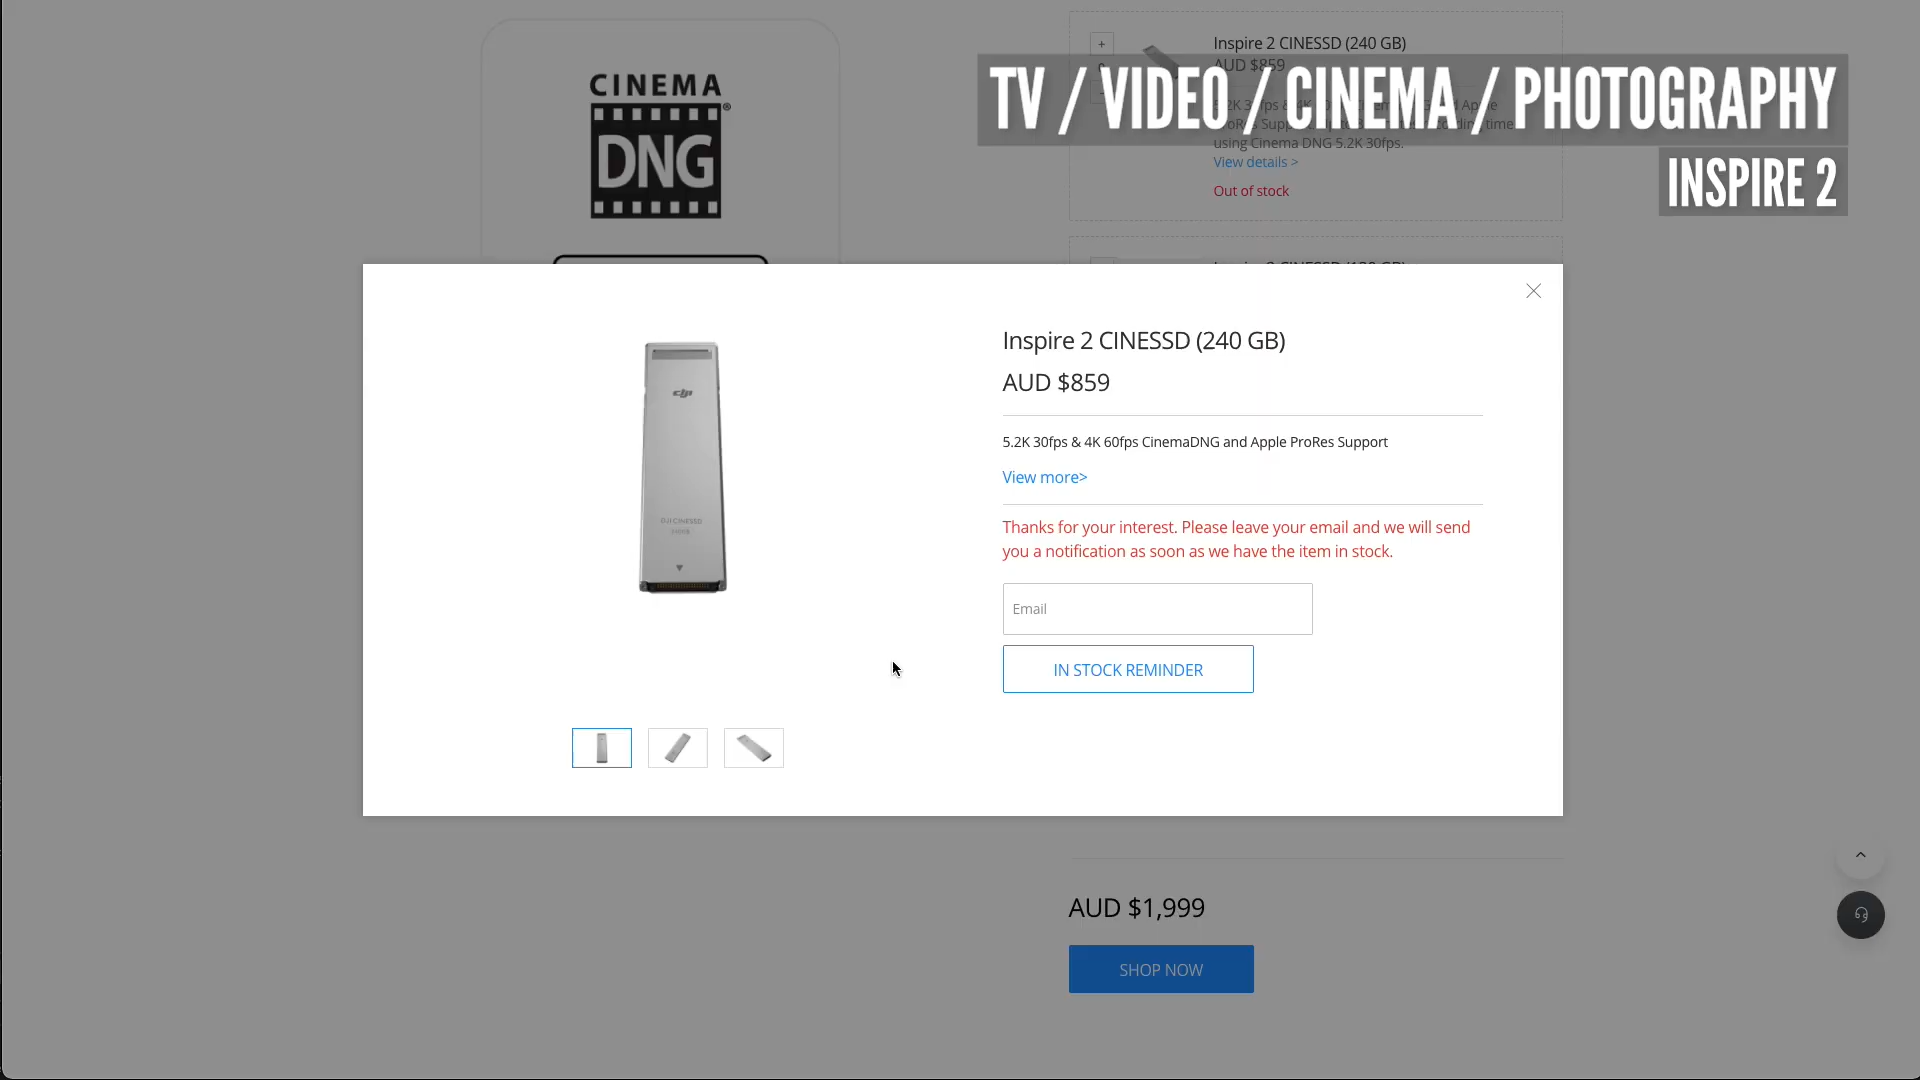 CINEMA
DNG
®
Inspire 2 CINESSD (240 GB)
AUD $859
using Cinema DNG 5.2K 30fps.
View details >
Out of stock
TV / VIDEO / CINEMA / PHOTOGRAPHY
INSPIRE 2
Inspire 2 CINESSD (240 GB)
AUD $859
5.2K 30fps & 4K 60fps CinemaDNG and Apple ProRes Support
View more>
Thanks for your interest. Please leave your email and we will send
you a notification as soon as we have the item in stock.
Email
IN STOCK REMINDER
dji
DJI CINESSD
240GB
AUD $1,999
SHOP NOW